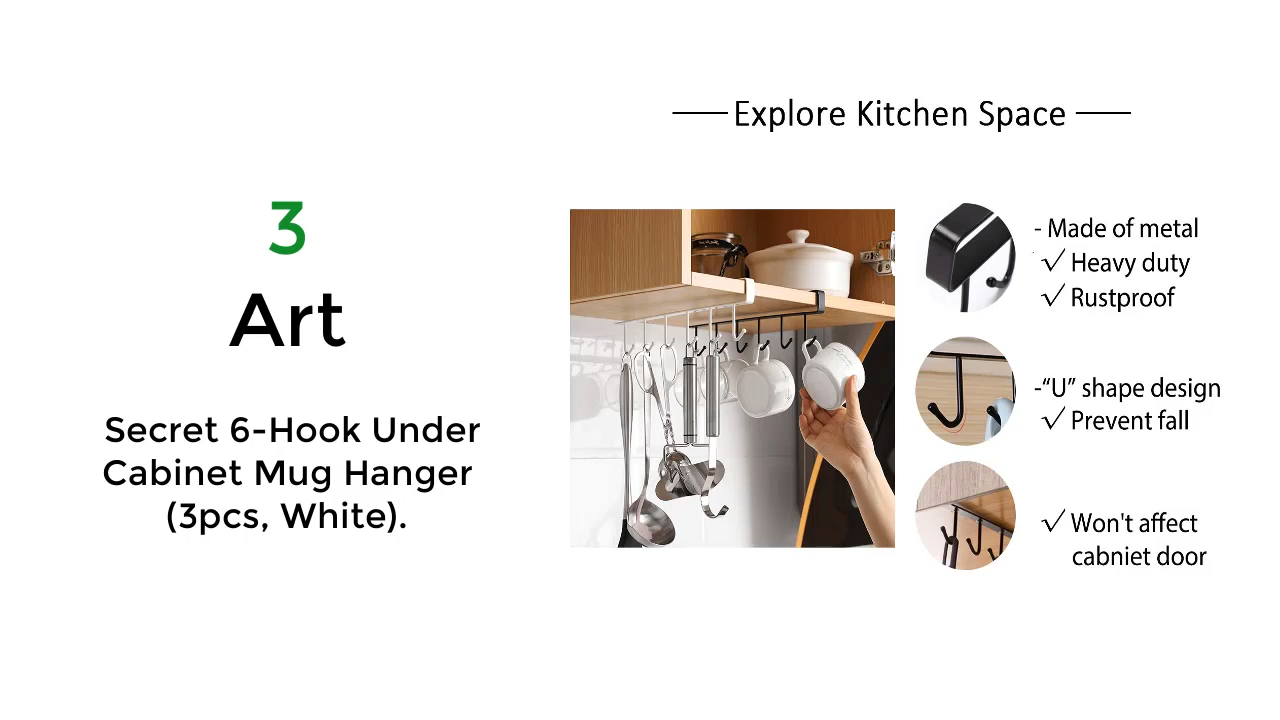 3
Art
Secret 6-Hook Under
Cabinet Mug Hanger
(3pcs, White).
Explore Kitchen Space
- Made of metal
√ Heavy duty
√ Rustproof
-“U” shape design
√ Prevent fall
√ Won't affect
cabniet door